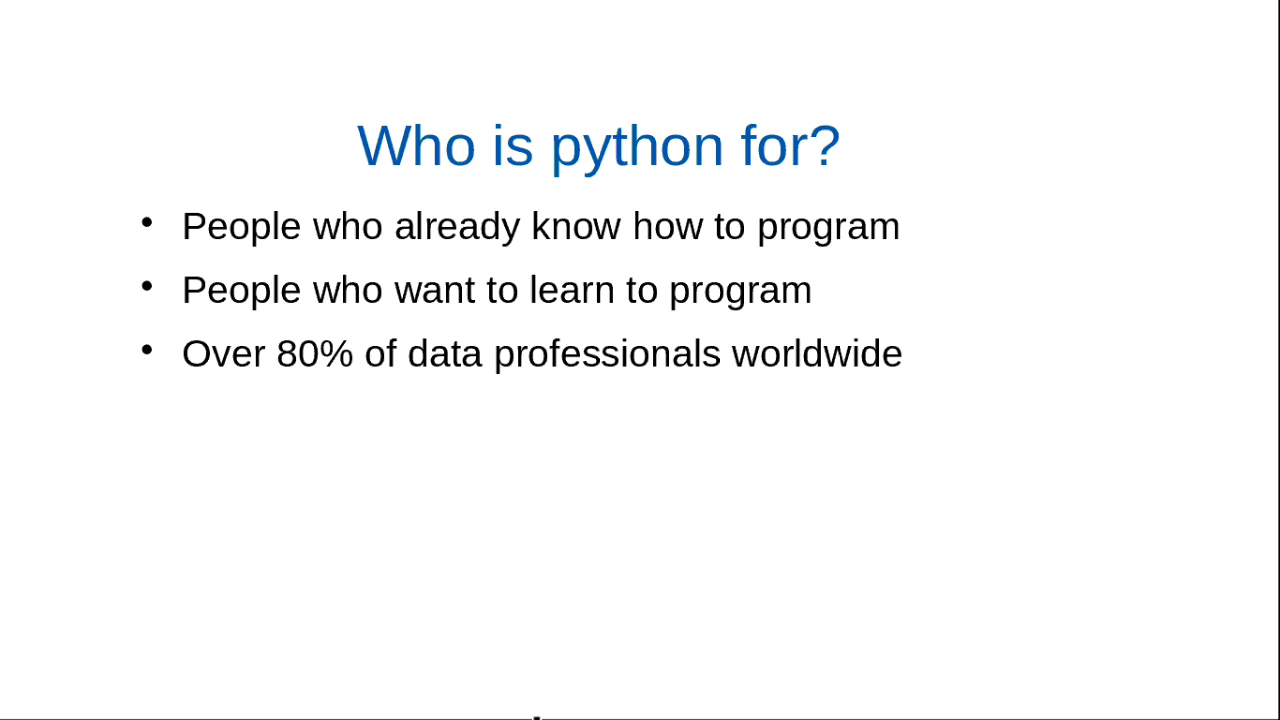 Who is python for?
• People who already know how to program
• People who want to learn to program
• Over 80% of data professionals worldwide